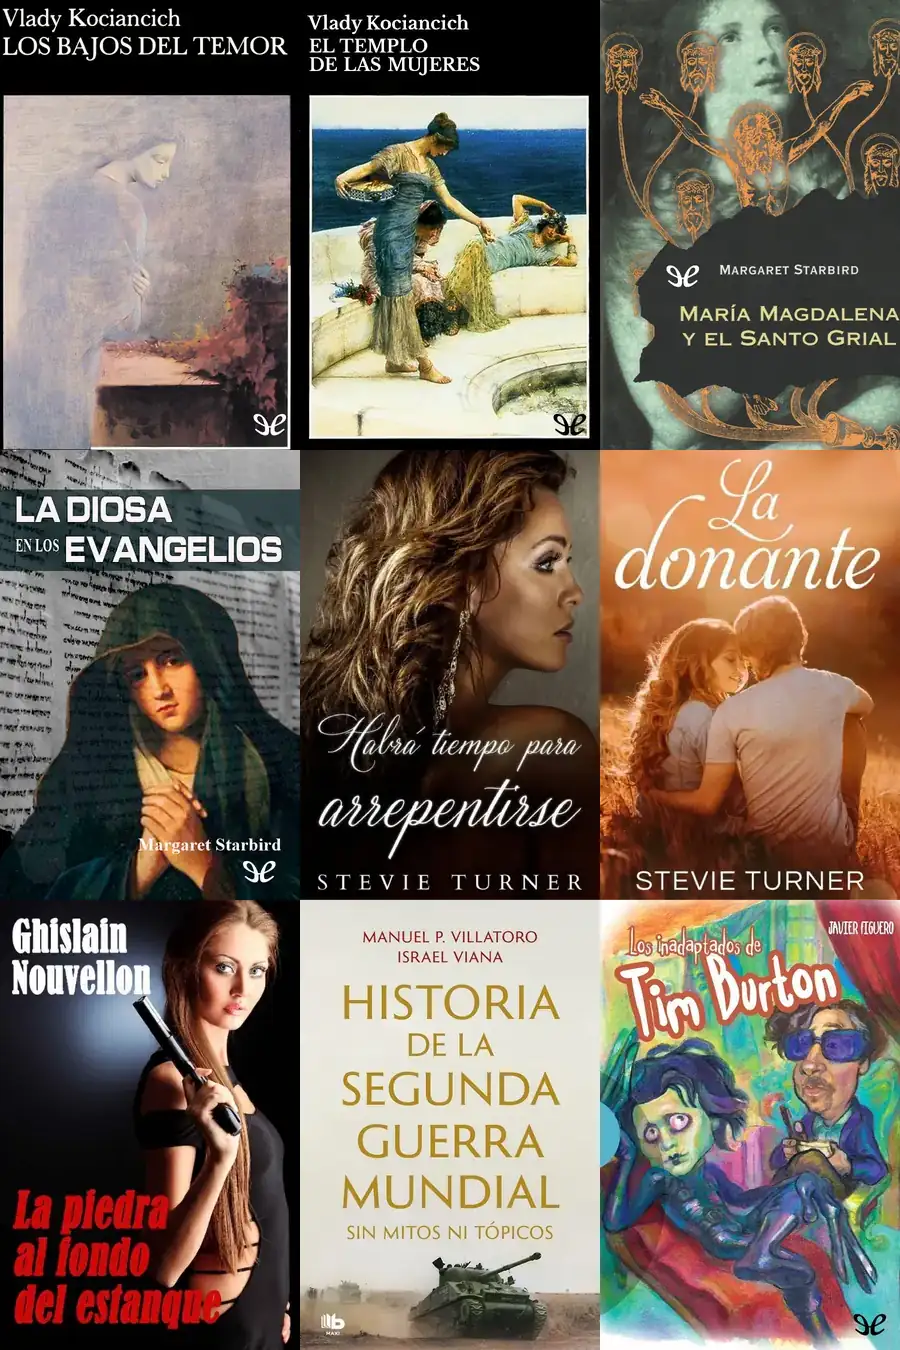 Vlady Kociancich
LOS BAJOS DEL TEMOR
Vlady Kociancich
EL TEMPLO
DE LAS MUJERES
MARGARET STARBIRD
MARÍA MAGDALENA
Y EL SANTO GRIAL
LA DIOSA
EN LOS EVANGELIOS
Margaret Starbird
Habrá tiempo para
arrepentirse
STEVIE TURNER
La
donante
STEVIE TURNER
Ghislain
Nouvellon
La piedra
al fondo
del estanque
MANUEL P. VILLATORO
ISRAEL VIANA
HISTORIA
DE LA
SEGUNDA
GUERRA
MUNDIAL
SIN MITOS NI TÓPICOS
b
MAXI
JAVIER FIGUERO
Los inadaptados de
Tim Burton